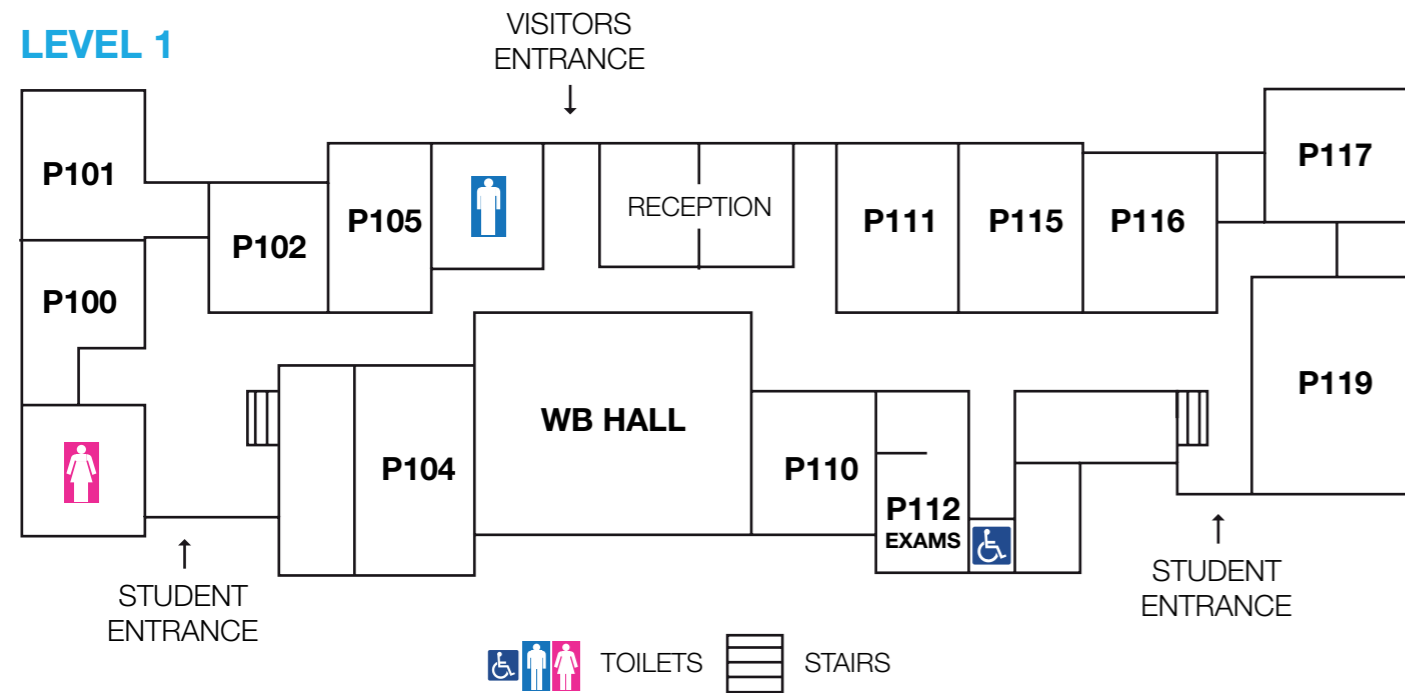 LEVEL 1
VISITORS
ENTRANCE
P101
P117
P105
RECEPTION
P111
P115
P116
P102
P100
P119
WB HALL
P104
P110
P112
EXAMS
STUDENT
ENTRANCE
STUDENT
ENTRANCE
TOILETS
STAIRS